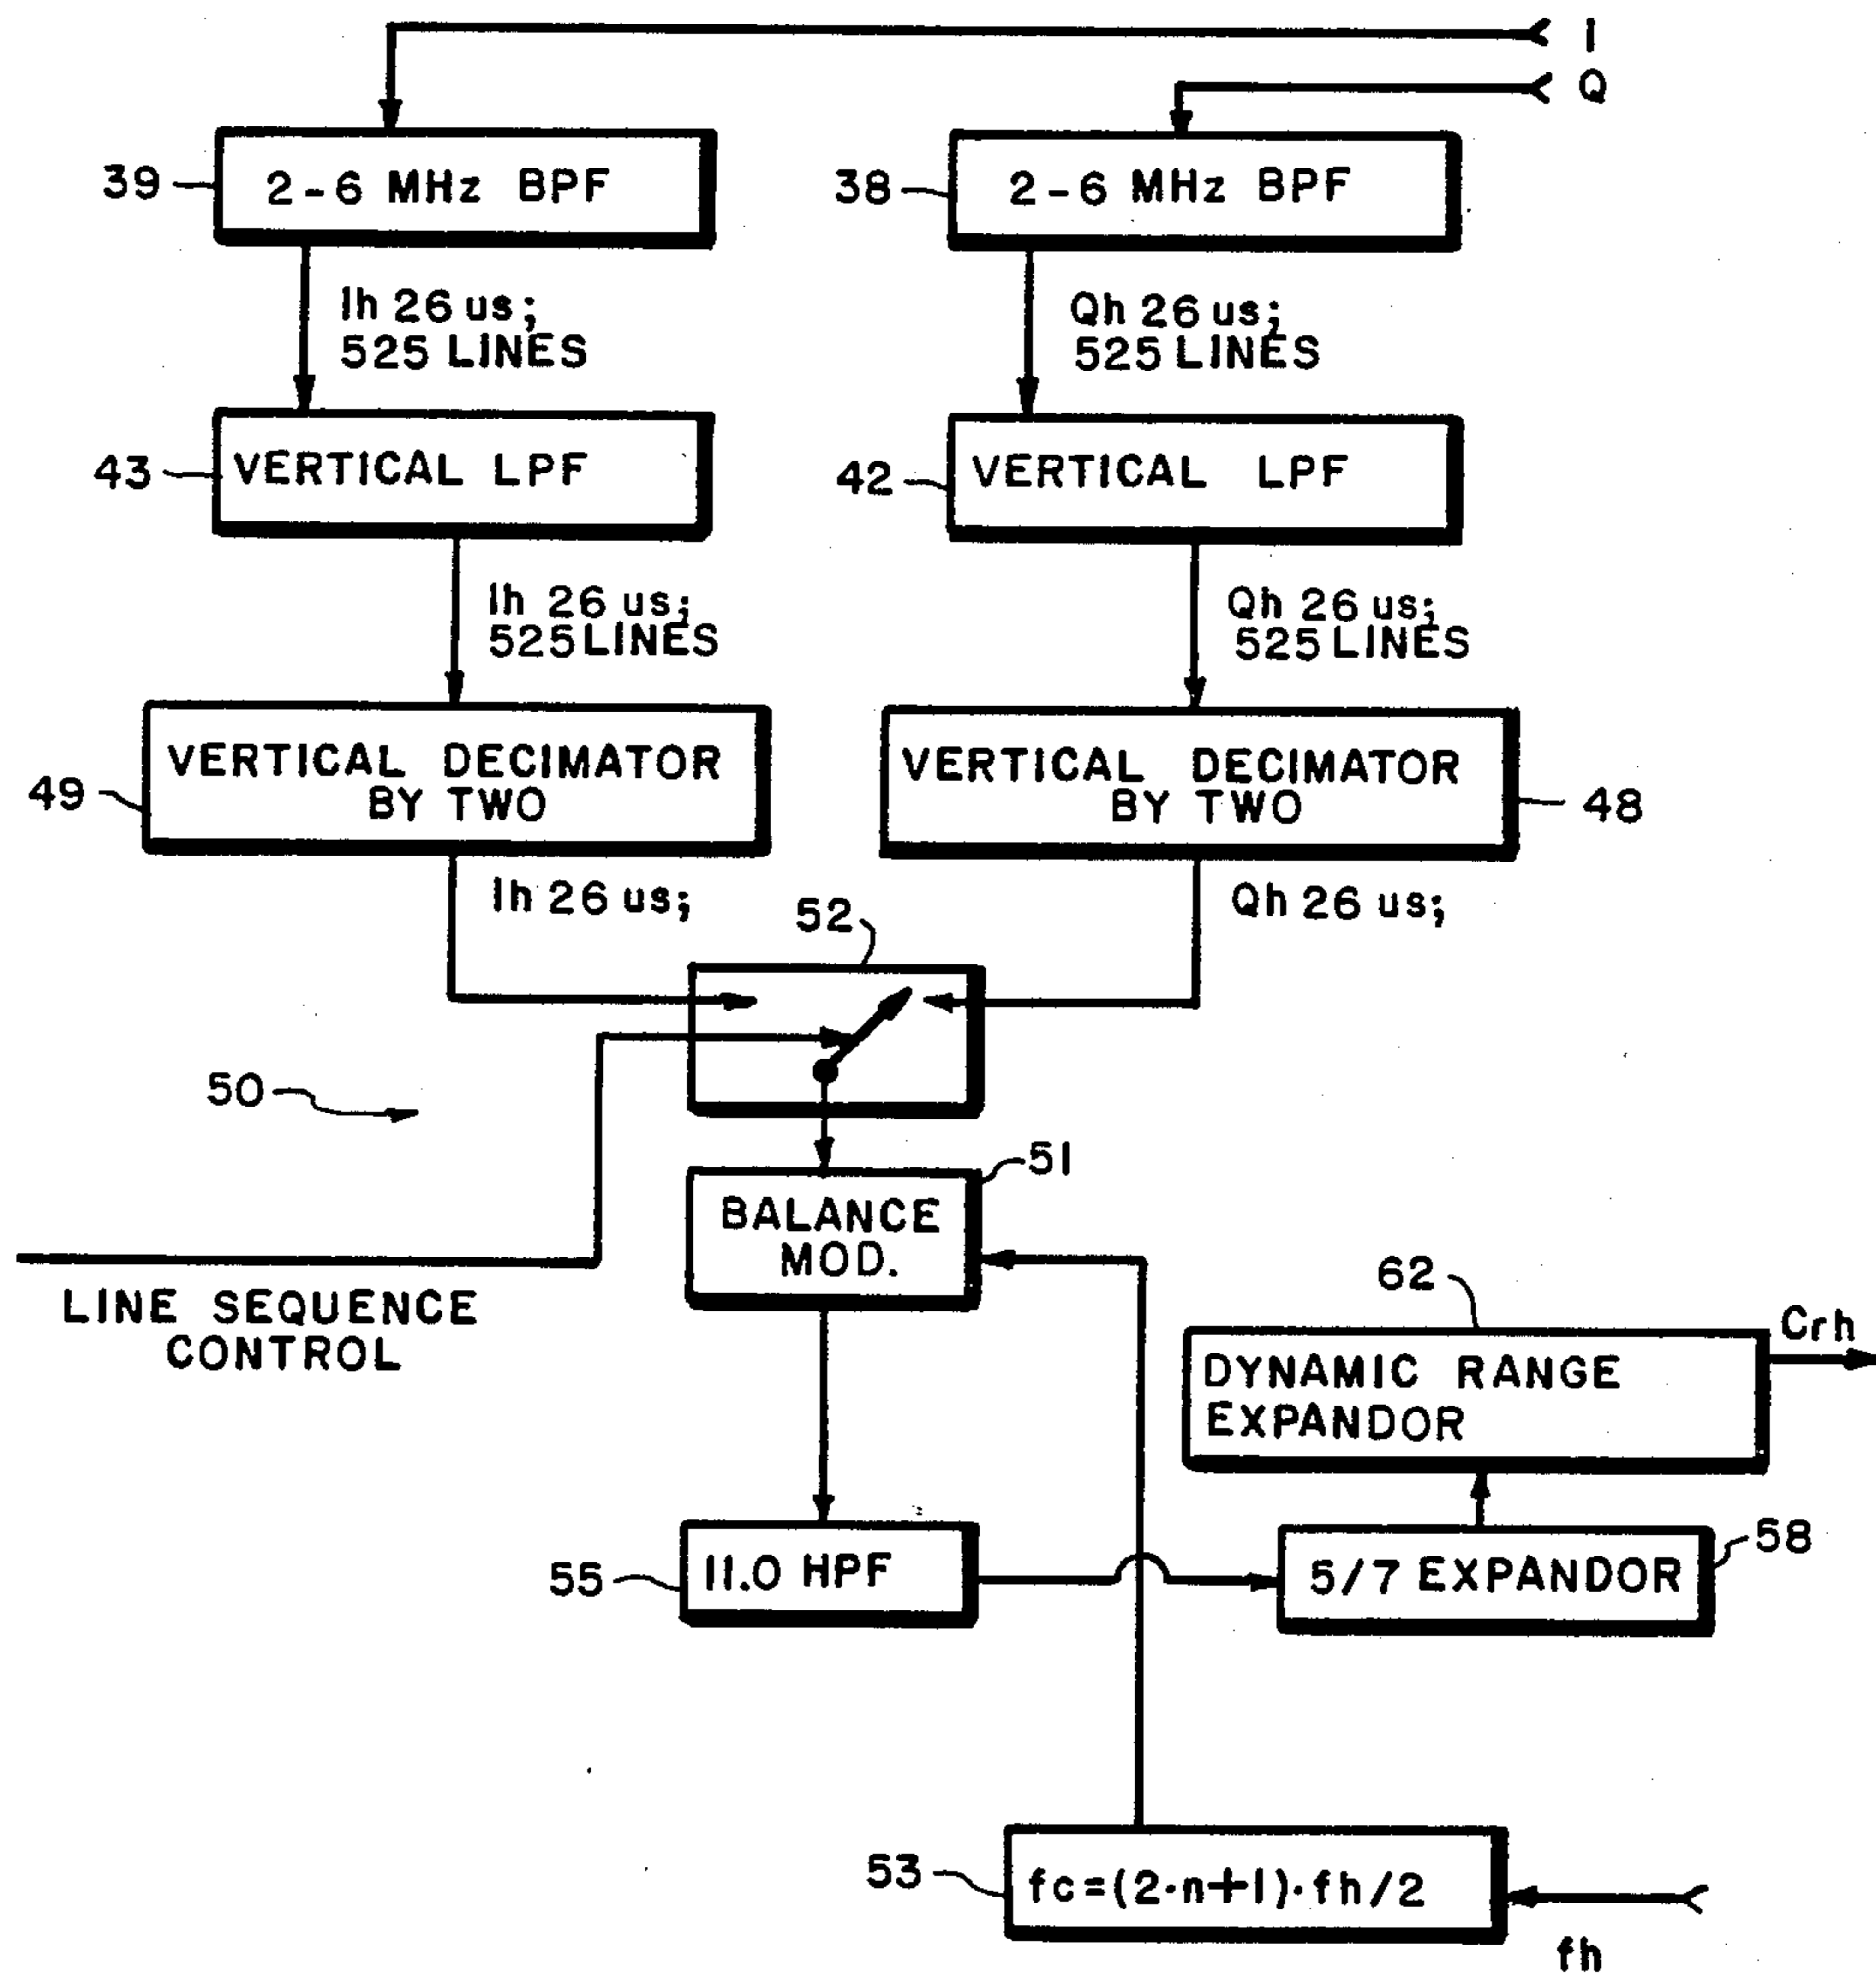 I
Q
39
2-6 MHz BPF
38
2-6 MHz BPF
Ih 26 us;
525 LINES
Qh 26 us;
525 LINES
43
VERTICAL LPF
42
VERTICAL LPF
Ih 26 us;
525 LINES
Qh 26 us;
525 LINES
49
VERTICAL DECIMATOR
BY TWO
VERTICAL DECIMATOR
BY TWO
48
Ih 26 us;
52
Qh 26 us;
50
51
BALANCE
MOD.
LINE SEQUENCE
CONTROL
62
Crh
DYNAMIC RANGE
EXPANDOR
55
11.0 HPF
5/7 EXPANDOR
58
53
fc=(2·n+1)·fh/2
fh